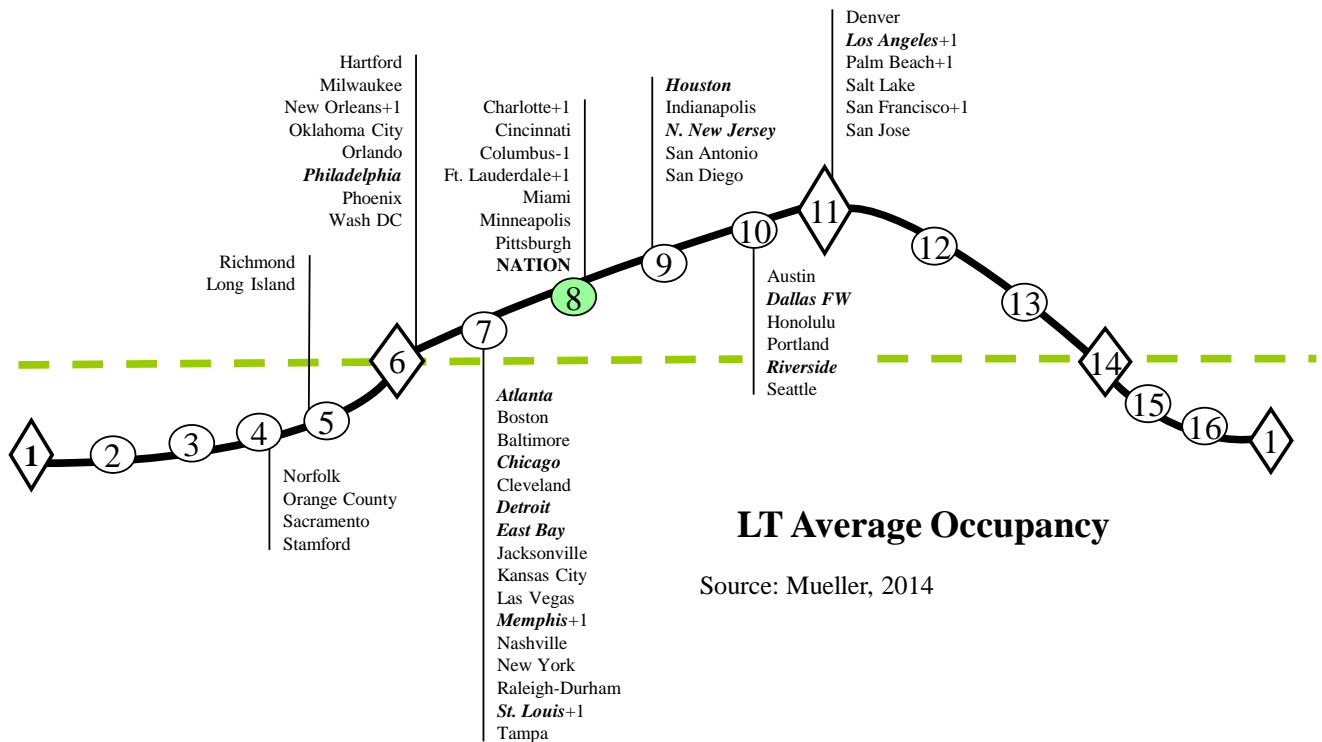 Denver
Los Angeles+1
Palm Beach+1
Salt Lake
San Francisco+1
San Jose
Hartford
Milwaukee
New Orleans+1
Oklahoma City
Orlando
Philadelphia
Phoenix
Wash DC
Charlotte+1
Cincinnati
Columbus-1
Ft. Lauderdale+1
Miami
Minneapolis
Pittsburgh
NATION
Houston
Indianapolis
N. New Jersey
San Antonio
San Diego
Richmond
Long Island
1
2
3
4
5
6
7
8
9
10
11
12
13
14
15
16
1
Austin
Dallas FW
Honolulu
Portland
Riverside
Seattle
Norfolk
Orange County
Sacramento
Stamford
Atlanta
Boston
Baltimore
Chicago
Cleveland
Detroit
East Bay
Jacksonville
Kansas City
Las Vegas
Memphis+1
Nashville
New York
Raleigh-Durham
St. Louis+1
Tampa
LT Average Occupancy
Source: Mueller, 2014